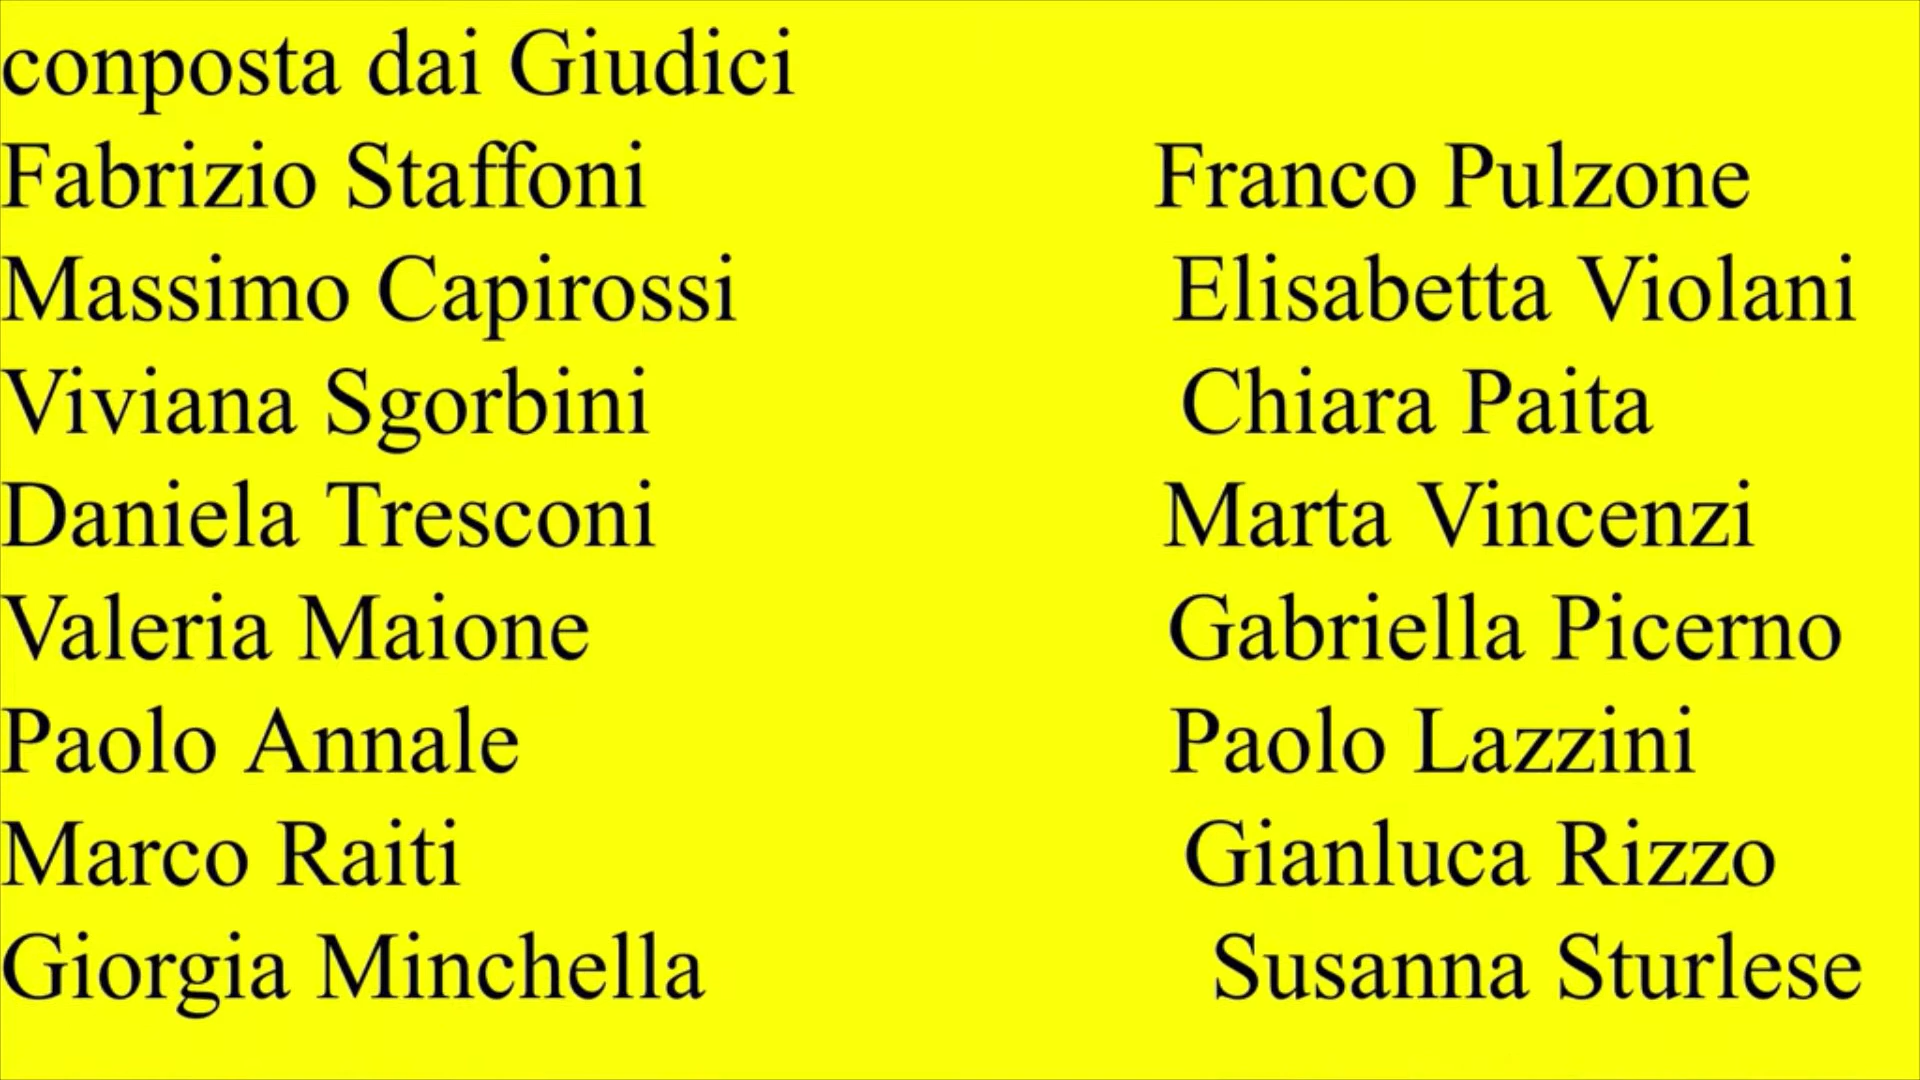 conposta dai Giudici
Fabrizio Staffoni Franco Pulzone
Massimo Capirossi Elisabetta Violani
Viviana Sgorbini Chiara Paita
Daniela Tresconi Marta Vincenzi
Valeria Maione Gabriella Picerno
Paolo Annale Paolo Lazzini
Marco Raiti Gianluca Rizzo
Giorgia Minchella Susanna Sturlese